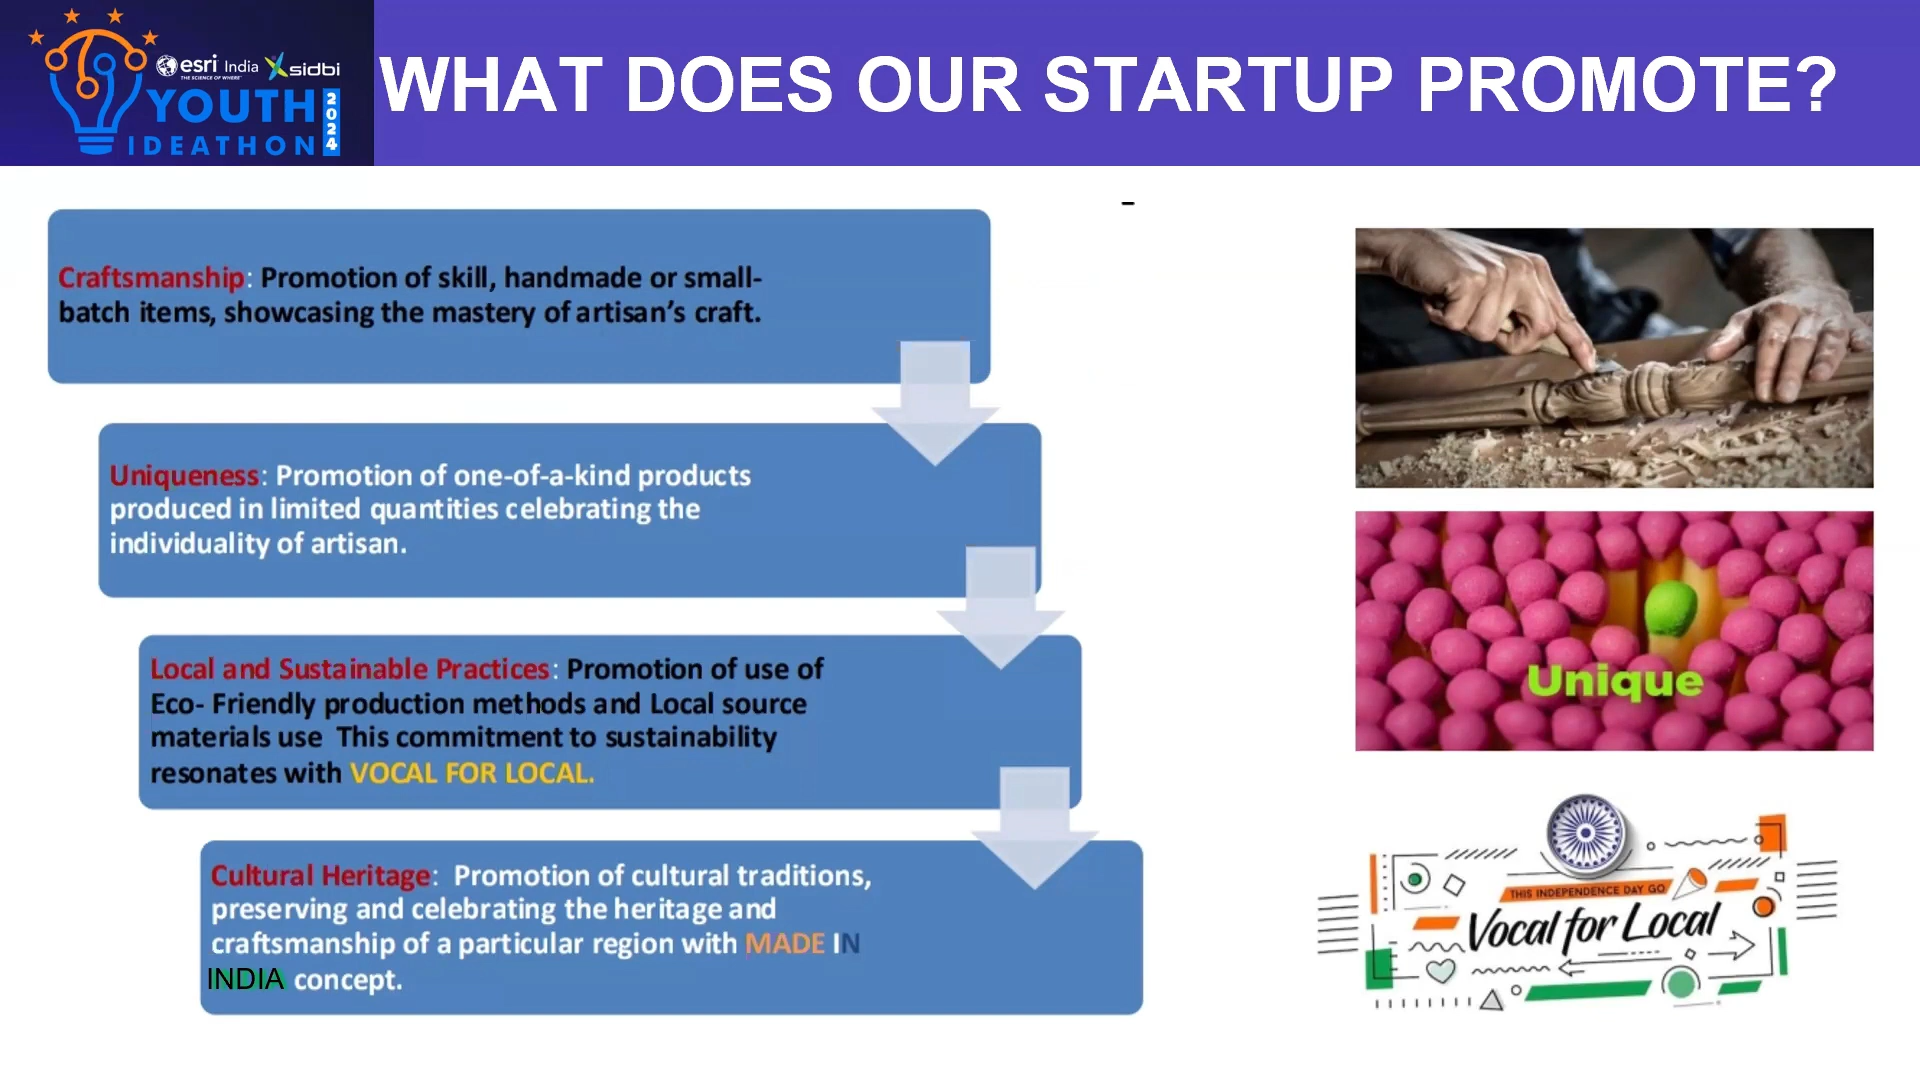 esri India
THE SCIENCE OF WHERE
sidbi
YOUTH
2024
IDEATHON
WHAT DOES OUR STARTUP PROMOTE?
Craftsmanship: Promotion of skill, handmade or small-
batch items, showcasing the mastery of artisan’s craft.
Uniqueness: Promotion of one-of-a-kind products
produced in limited quantities celebrating the
individuality of artisan.
Local and Sustainable Practices: Promotion of use of
Eco- Friendly production methods and Local source
materials use This commitment to sustainability
resonates with VOCAL FOR LOCAL.
Cultural Heritage: Promotion of cultural traditions,
preserving and celebrating the heritage and
craftsmanship of a particular region with MADE IN
INDIA concept.
Unique
THIS INDEPENDENCE DAY GO
Vocal for Local